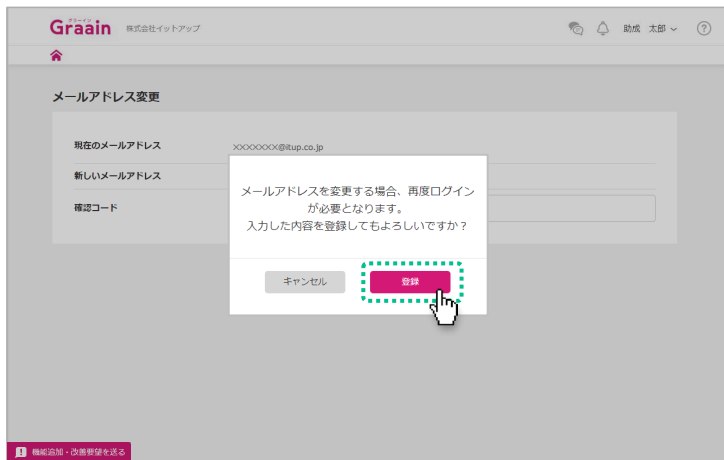 グラーイン
Graain 株式会社イットアップ 助成 太郎
メールアドレス変更
現在のメールアドレス XXXXXXX@itup.co.jp
新しいメールアドレス
確認コード
メールアドレスを変更する場合、再度ログイン
が必要となります。
入力した内容を登録してもよろしいですか？
キャンセル 登録
機能追加・改善要望を送る